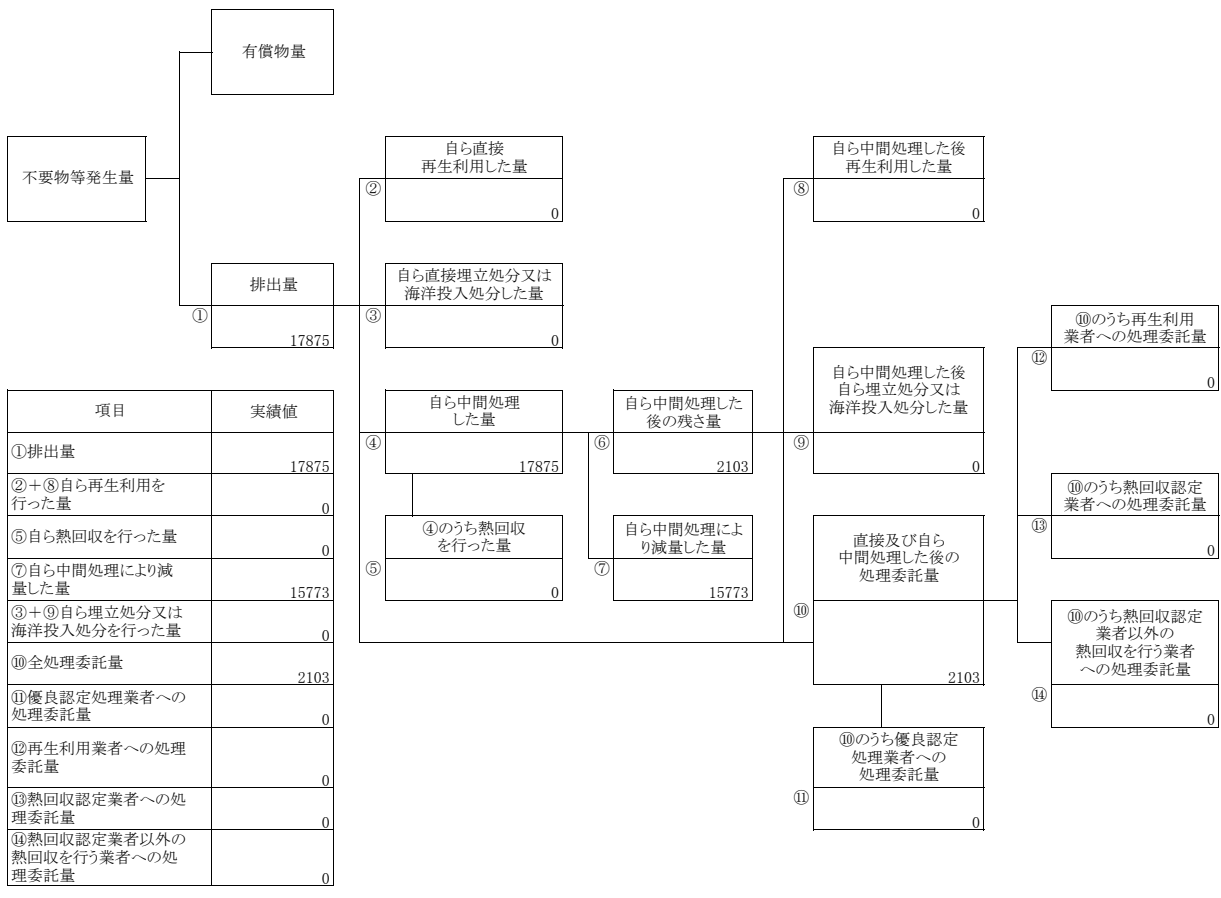 有償物量
不要物等発生量
排出量
①
17875
自ら直接
再生利用した量
②
0
自ら直接埋立処分又は
海洋投入処分した量
③
0
自ら中間処理
した量
④
17875
④のうち熱回収
を行った量
⑤
0
自ら中間処理した
後の残さ量
⑥
2103
自ら中間処理によ
り減量した量
⑦
15773
自ら中間処理した後
再生利用した量
⑧
0
自ら中間処理した後
自ら埋立処分又は
海洋投入処分した量
⑨
0
直接及び自ら
中間処理した後の
処理委託量
⑩
2103
⑩のうち優良認定
処理業者への
処理委託量
⑪
0
⑩のうち再生利用
業者への処理委託量
⑫
0
⑩のうち熱回収認定
業者への処理委託量
⑬
0
⑩のうち熱回収認定
業者以外の
熱回収を行う業者
への処理委託量
⑭
0
項目 実績値
①排出量
17875
②＋⑧自ら再生利用を
行った量
0
⑤自ら熱回収を行った量
0
⑦自ら中間処理により減
量した量
15773
③＋⑨自ら埋立処分又は
海洋投入処分を行った量
0
⑩全処理委託量
2103
⑪優良認定処理業者への
処理委託量
0
⑫再生利用業者への処理
委託量
0
⑬熱回収認定業者への処
理委託量
0
⑭熱回収認定業者以外の
熱回収を行う業者への処
理委託量
0